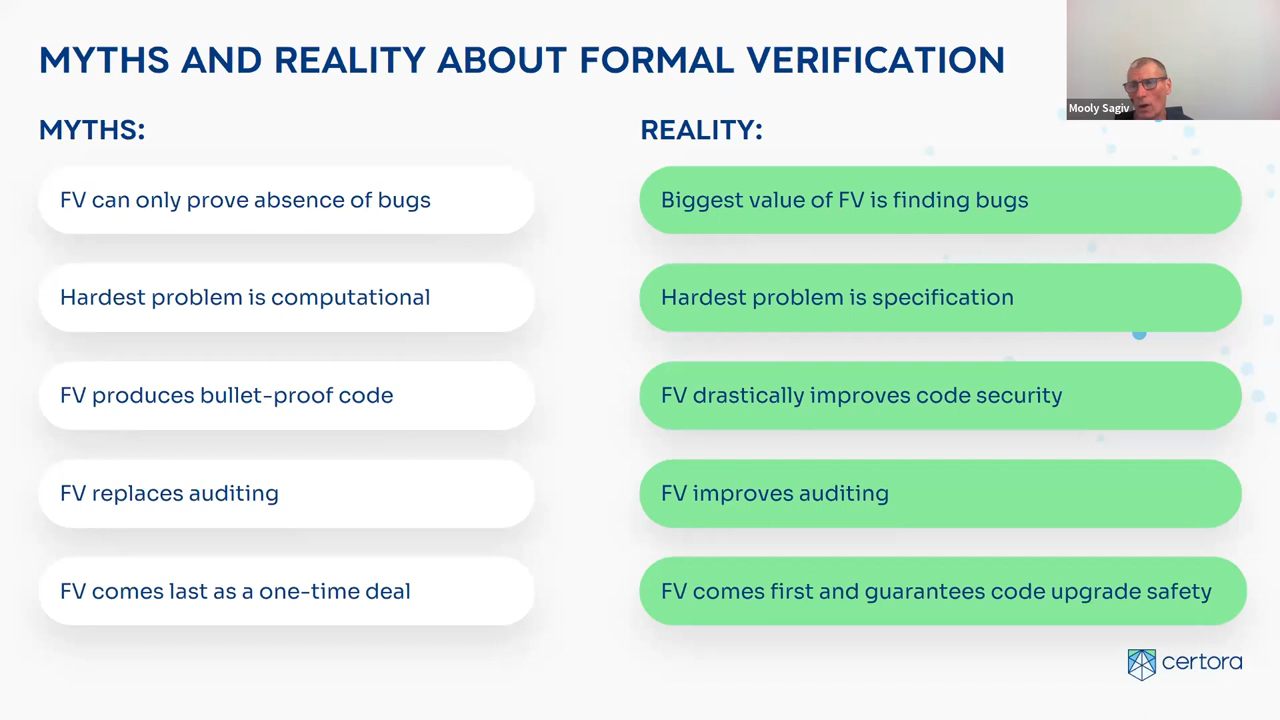 MYTHS AND REALITY ABOUT FORMAL VERIFICATION
Mooly Sagiv
MYTHS:
REALITY:
FV can only prove absence of bugs
Biggest value of FV is finding bugs
Hardest problem is computational
Hardest problem is specification
FV produces bullet-proof code
FV drastically improves code security
FV replaces auditing
FV improves auditing
FV comes last as a one-time deal
FV comes first and guarantees code upgrade safety
certora